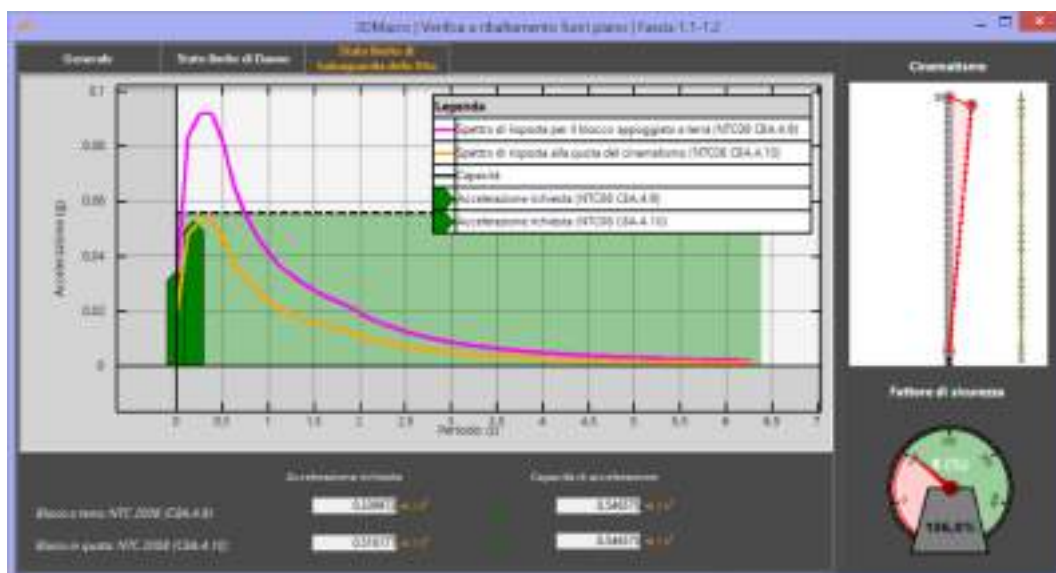 3DMacro | Verifica a ribaltamento fuori piano | Fascia 1.1-1.2
Generale
Stato limite di Danno
Stato limite di
Salvaguardia della Vita
Cinematismo
Legenda
Spettro di risposta per il blocco appoggiato a terra (NTC08 C8A.4.9)
Spettro di risposta alla quota del cinematismo (NTC08 C8A.4.10)
Capacità
Accelerazione richiesta (NTC08 C8A.4.9)
Accelerazione richiesta (NTC08 C8A.4.10)
Accelerazione (g)
0.1
0.08
0.06
0.04
0.02
0
0 0.5 1 1.5 2 2.5 3 3.5 4 4.5 5 5.5 6 6.5 7
Periodo
Fattore di sicurezza
Accelerazione richiesta
Capacità di accelerazione
Blocco a terra: NTC 2008 (C8A.4.9)
Blocco in quota: NTC 2008 (C8A.4.10)